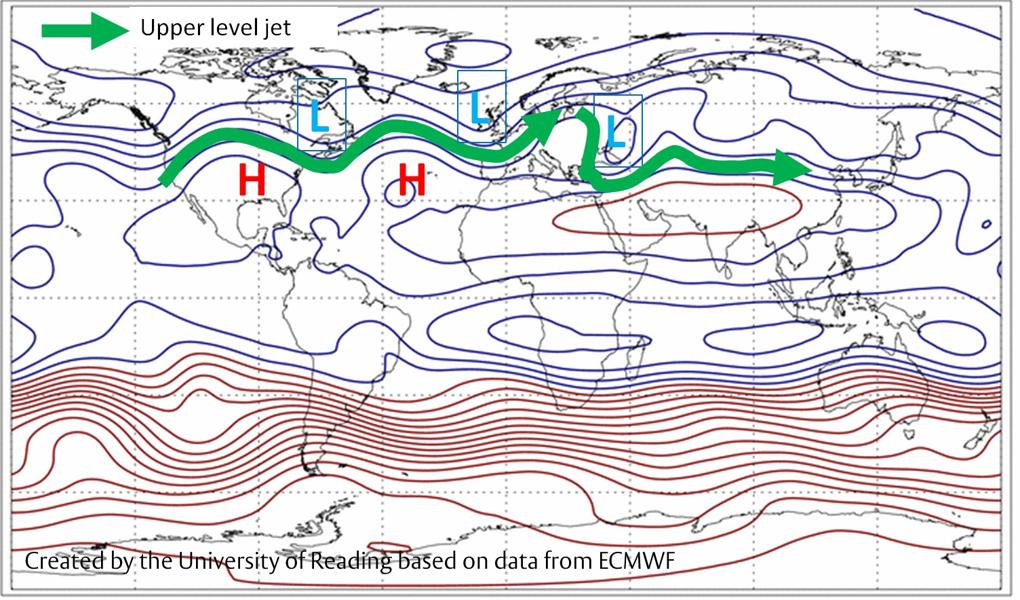 Upper level jet
L
L
L
H
H
Created by the University of Reading based on data from ECMWF